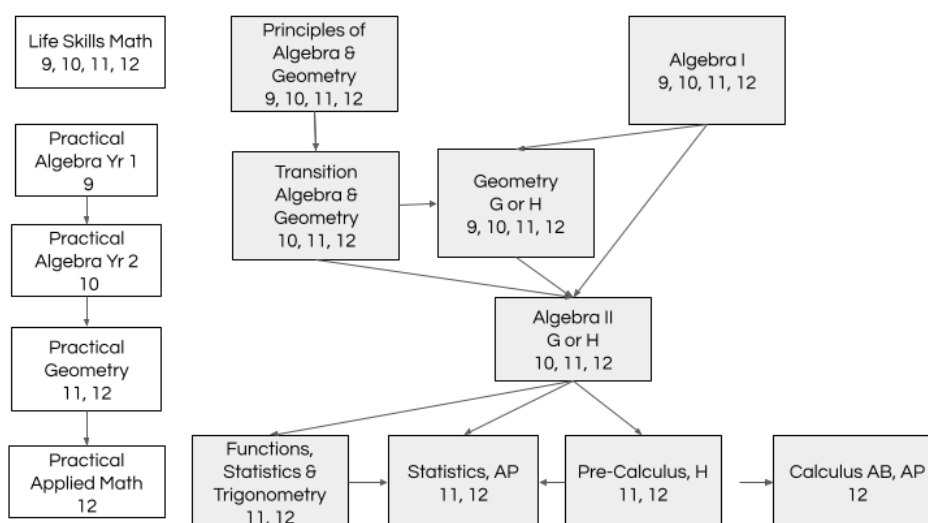 Life Skills Math
9, 10, 11, 12
Principles of
Algebra &
Geometry
9, 10, 11, 12
Algebra I
9, 10, 11, 12
Practical
Algebra Yr 1
9
Transition
Algebra &
Geometry
10, 11, 12
Geometry
G or H
9, 10, 11, 12
Practical
Algebra Yr 2
10
Algebra II
G or H
10, 11, 12
Practical
Geometry
11, 12
Practical
Applied Math
12
Functions,
Statistics &
Trigonometry
11, 12
Statistics, AP
11, 12
Pre-Calculus, H
11, 12
Calculus AB, AP
12